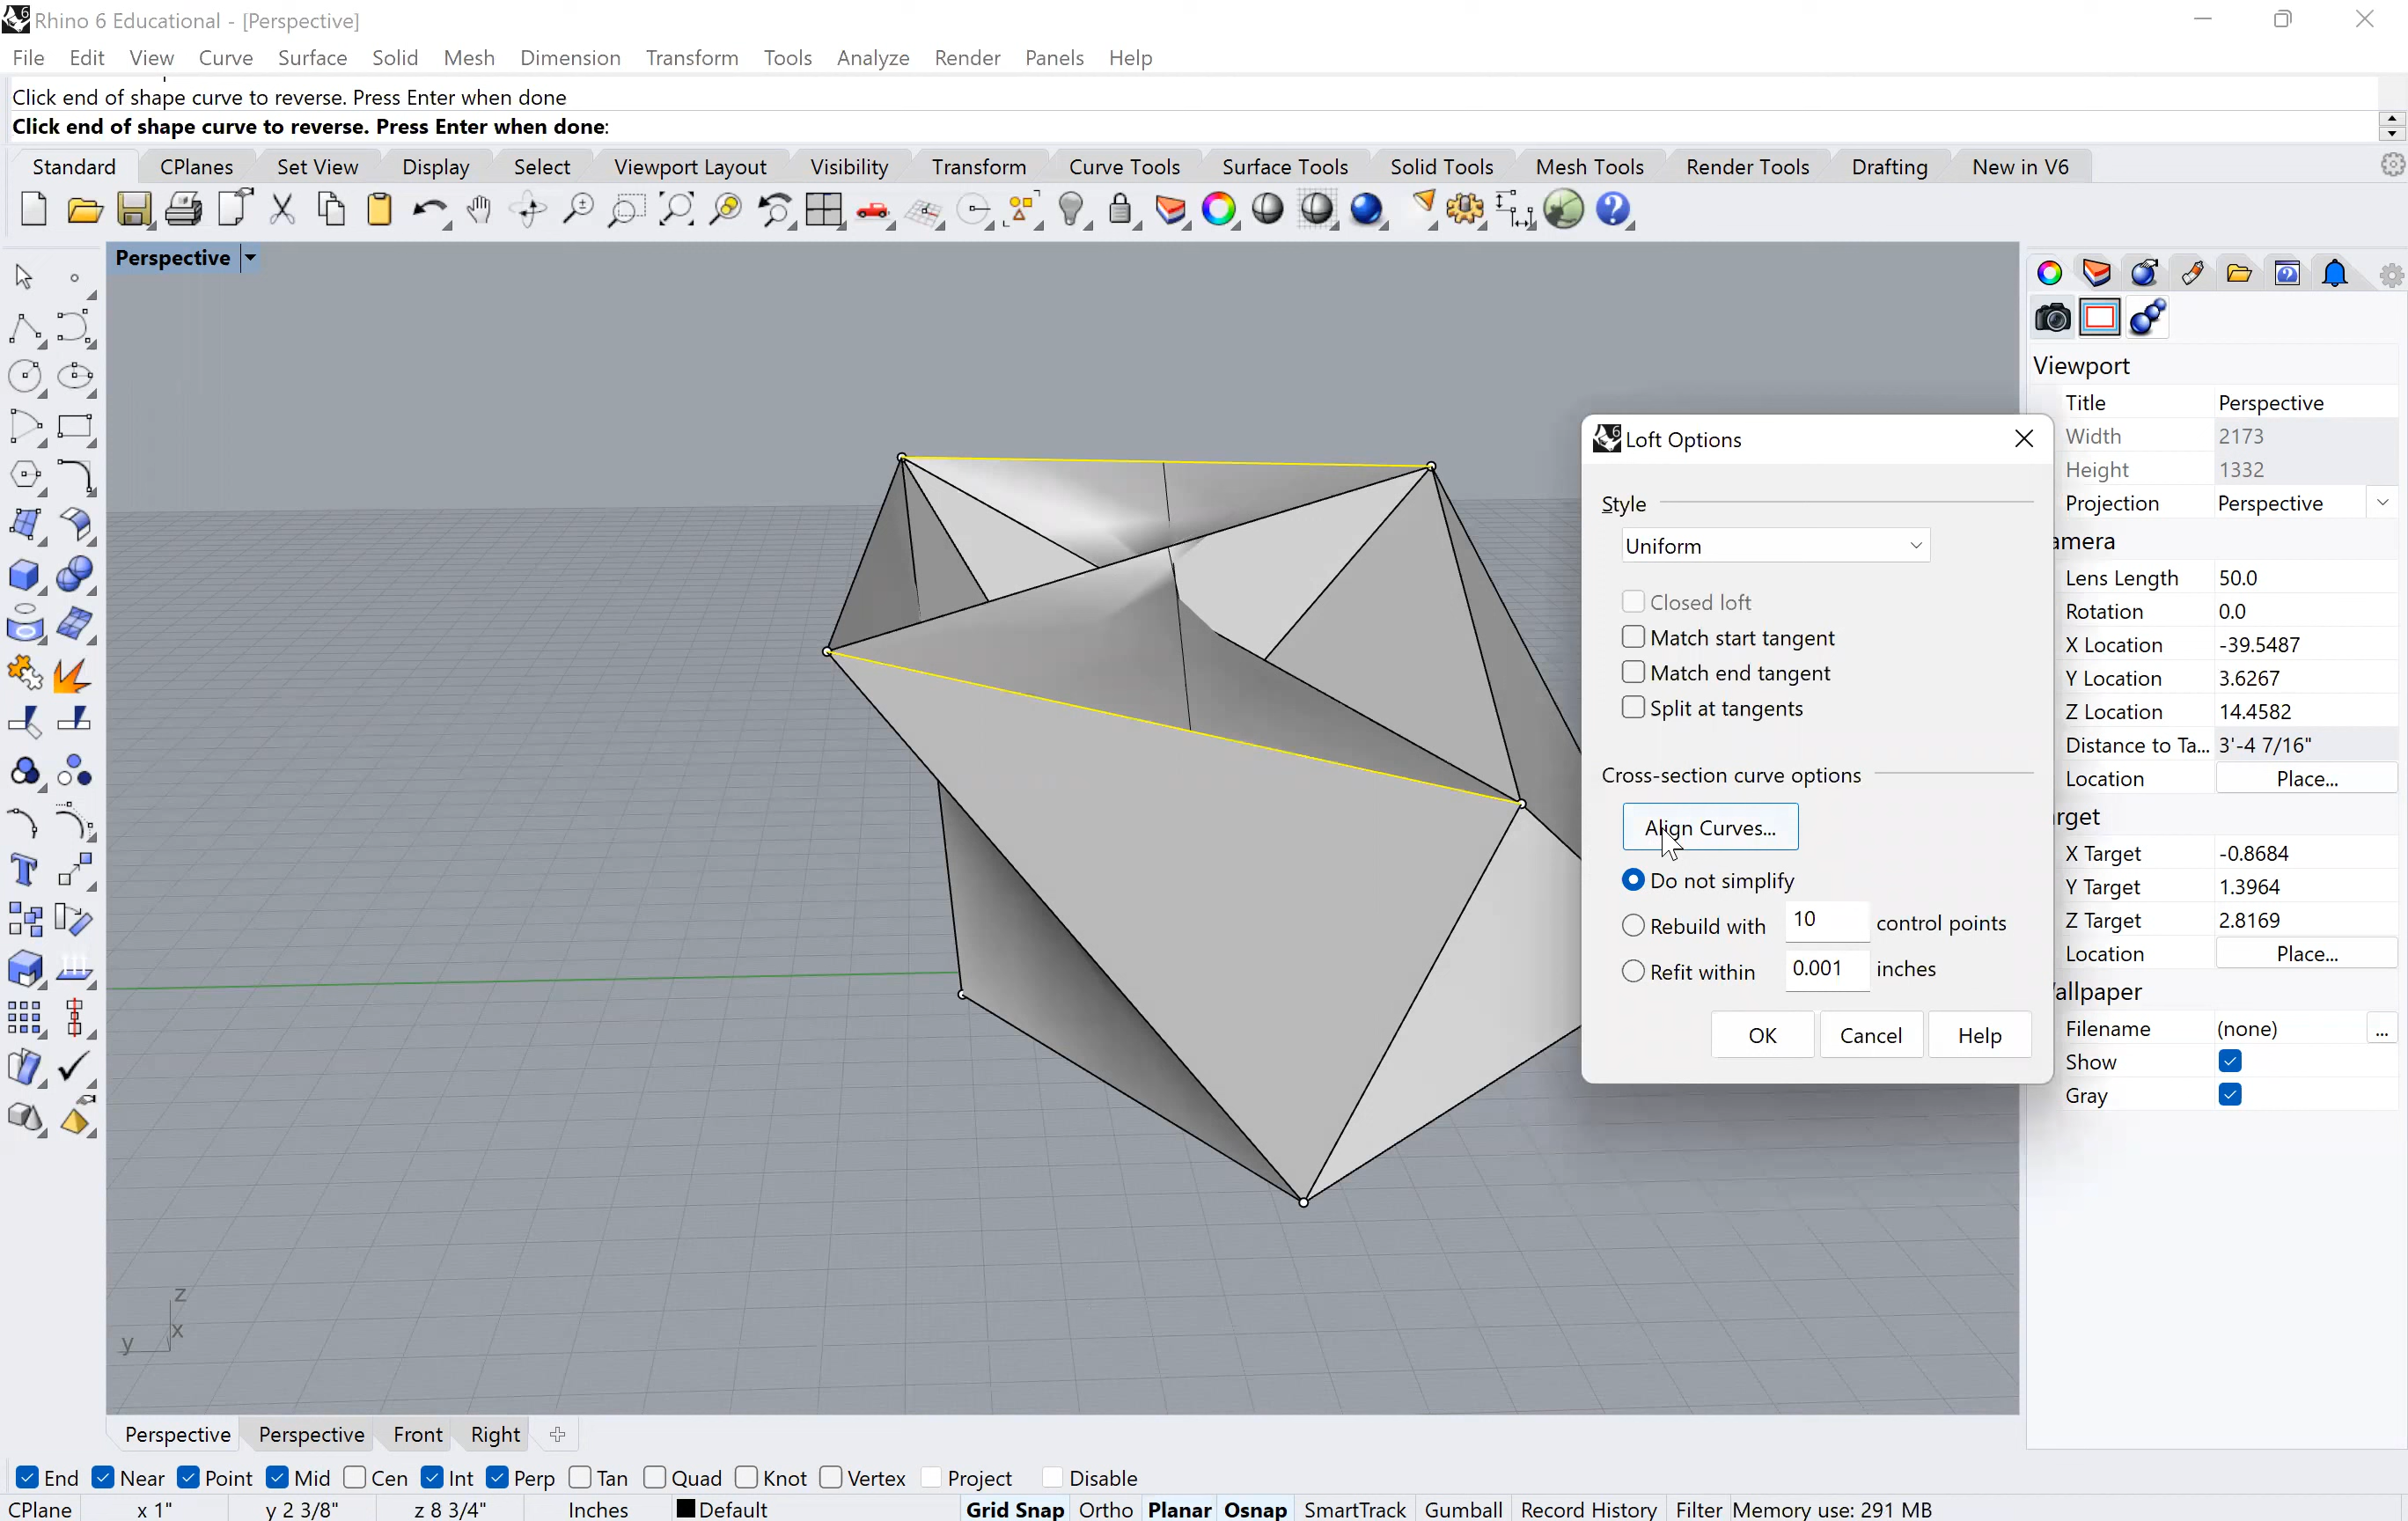 Rhino 6 Educational - [Perspective]
File Edit View Curve Surface Solid Mesh Dimension Transform Tools Analyze Render Panels Help
Click end of shape curve to reverse. Press Enter when done
Click end of shape curve to reverse. Press Enter when done:
Standard CPlanes Set View Display Select Viewport Layout Visibility Transform Curve Tools Surface Tools Solid Tools Mesh Tools Render Tools Drafting New in V6
Perspective
Viewport
Title Perspective
Width 2173
Height 1332
Projection Perspective
amera
Lens Length 50.0
Rotation 0.0
X Location -39.5487
Y Location 3.6267
Z Location 14.4582
Distance to Ta... 3'-4 7/16"
Location Place...
rget
X Target -0.8684
Y Target 1.3964
Z Target 2.8169
Location Place...
allpaper
Filename (none) ...
Show
Gray
Loft Options
Style
Uniform
Closed loft
Match start tangent
Match end tangent
Split at tangents
Cross-section curve options
Align Curves...
Do not simplify
Rebuild with 10 control points
Refit within 0.001 inches
OK Cancel Help
z
x
y
Perspective Perspective Front Right
End Near Point Mid Cen Int Perp Tan Quad Knot Vertex Project Disable
CPlane x 1" y 2 3/8" z 8 3/4" Inches Default Grid Snap Ortho Planar Osnap SmartTrack Gumball Record History Filter Memory use: 291 MB